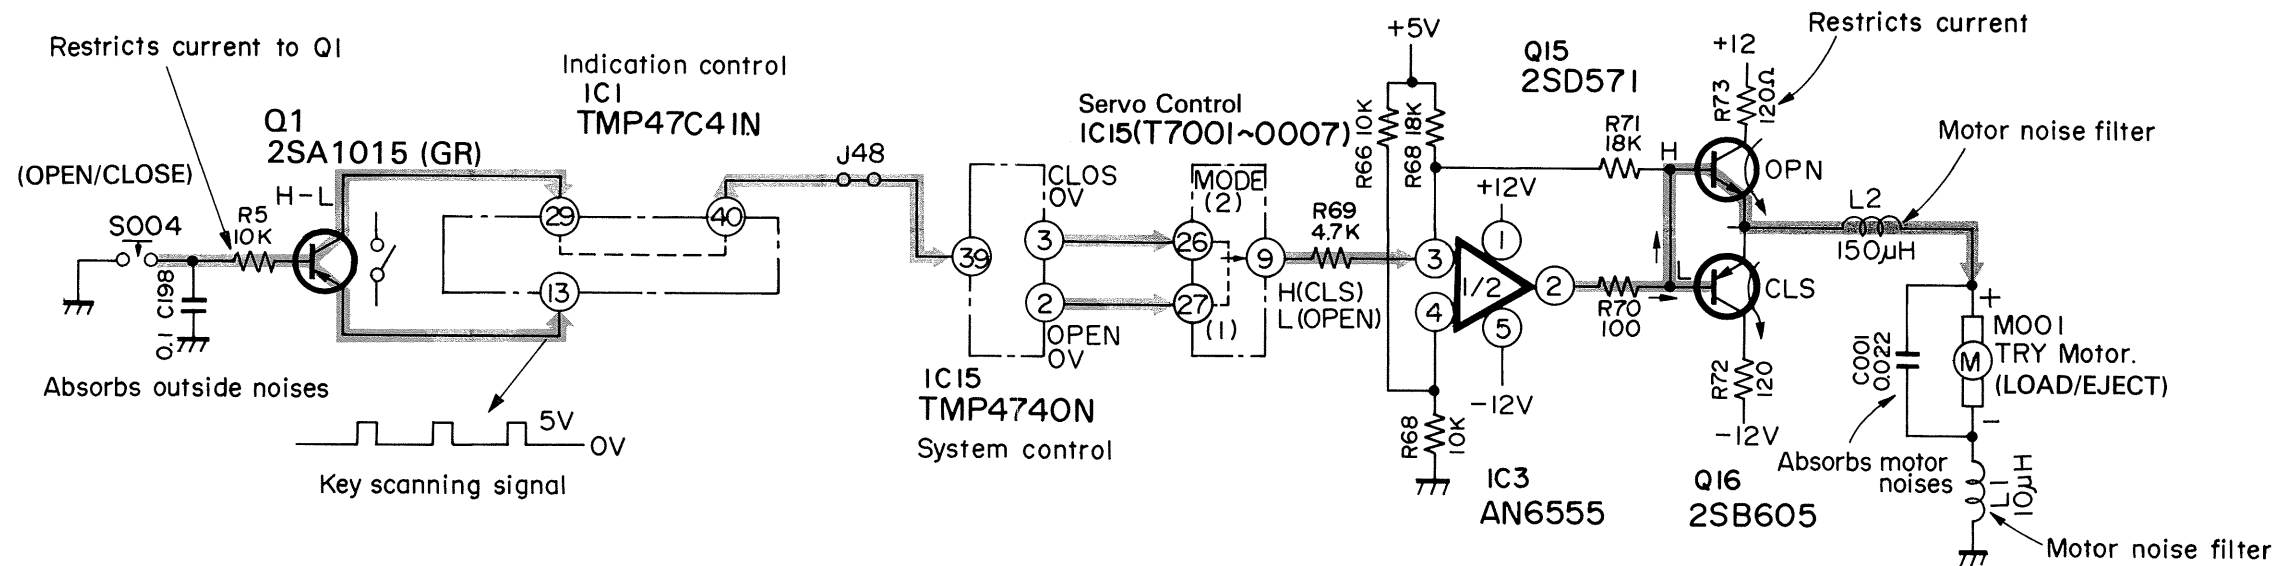 Restricts current to Q1
Q1
2SA1015 (GR)
(OPEN/CLOSE)
H-L
S004
R5
10K
C198
0.1
Absorbs outside noises
5V
0V
Key scanning signal
Indication control
IC1
TMP47C41N
29
40
13
J48
39
CLOS
0V
3
2
OPEN
0V
IC15
TMP4740N
System control
Servo Control
IC15(T7001~0007)
MODE
(2)
26
27
(1)
9
H(CLS)
L(OPEN)
R69
4.7K
+5V
R66 10K
R68 18K
+12V
1
3
4
1/2
5
2
-12V
R68
10K
IC3
AN6555
R71
18K
R70
100
H
L
Q15
2SD571
+12
R73
120Ω
Restricts current
OPN
CLS
R72
120
-12V
Q16
2SB605
Motor noise filter
L2
150μH
C001
0.022
+
M
-
M001
TRY Motor.
(LOAD/EJECT)
Absorbs motor
noises
L1
10μH
Motor noise filter